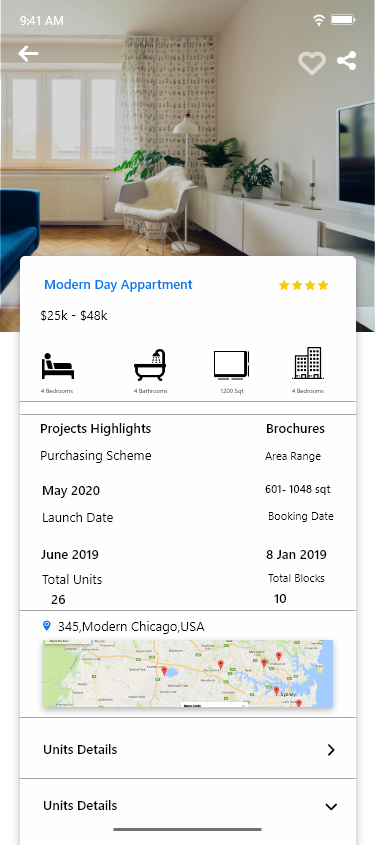 9:41 AM
Modern Day Appartment
$25k - $48k
4 Bedrooms
4 Bathrooms
1200 Sqt
4 Bedrooms
Projects Highlights
Brochures
Purchasing Scheme
Area Range
May 2020
601- 1048 sqt
Launch Date
Booking Date
June 2019
8 Jan 2019
Total Units
Total Blocks
26
10
345,Modern Chicago,USA
Sydney
Units Details
Units Details